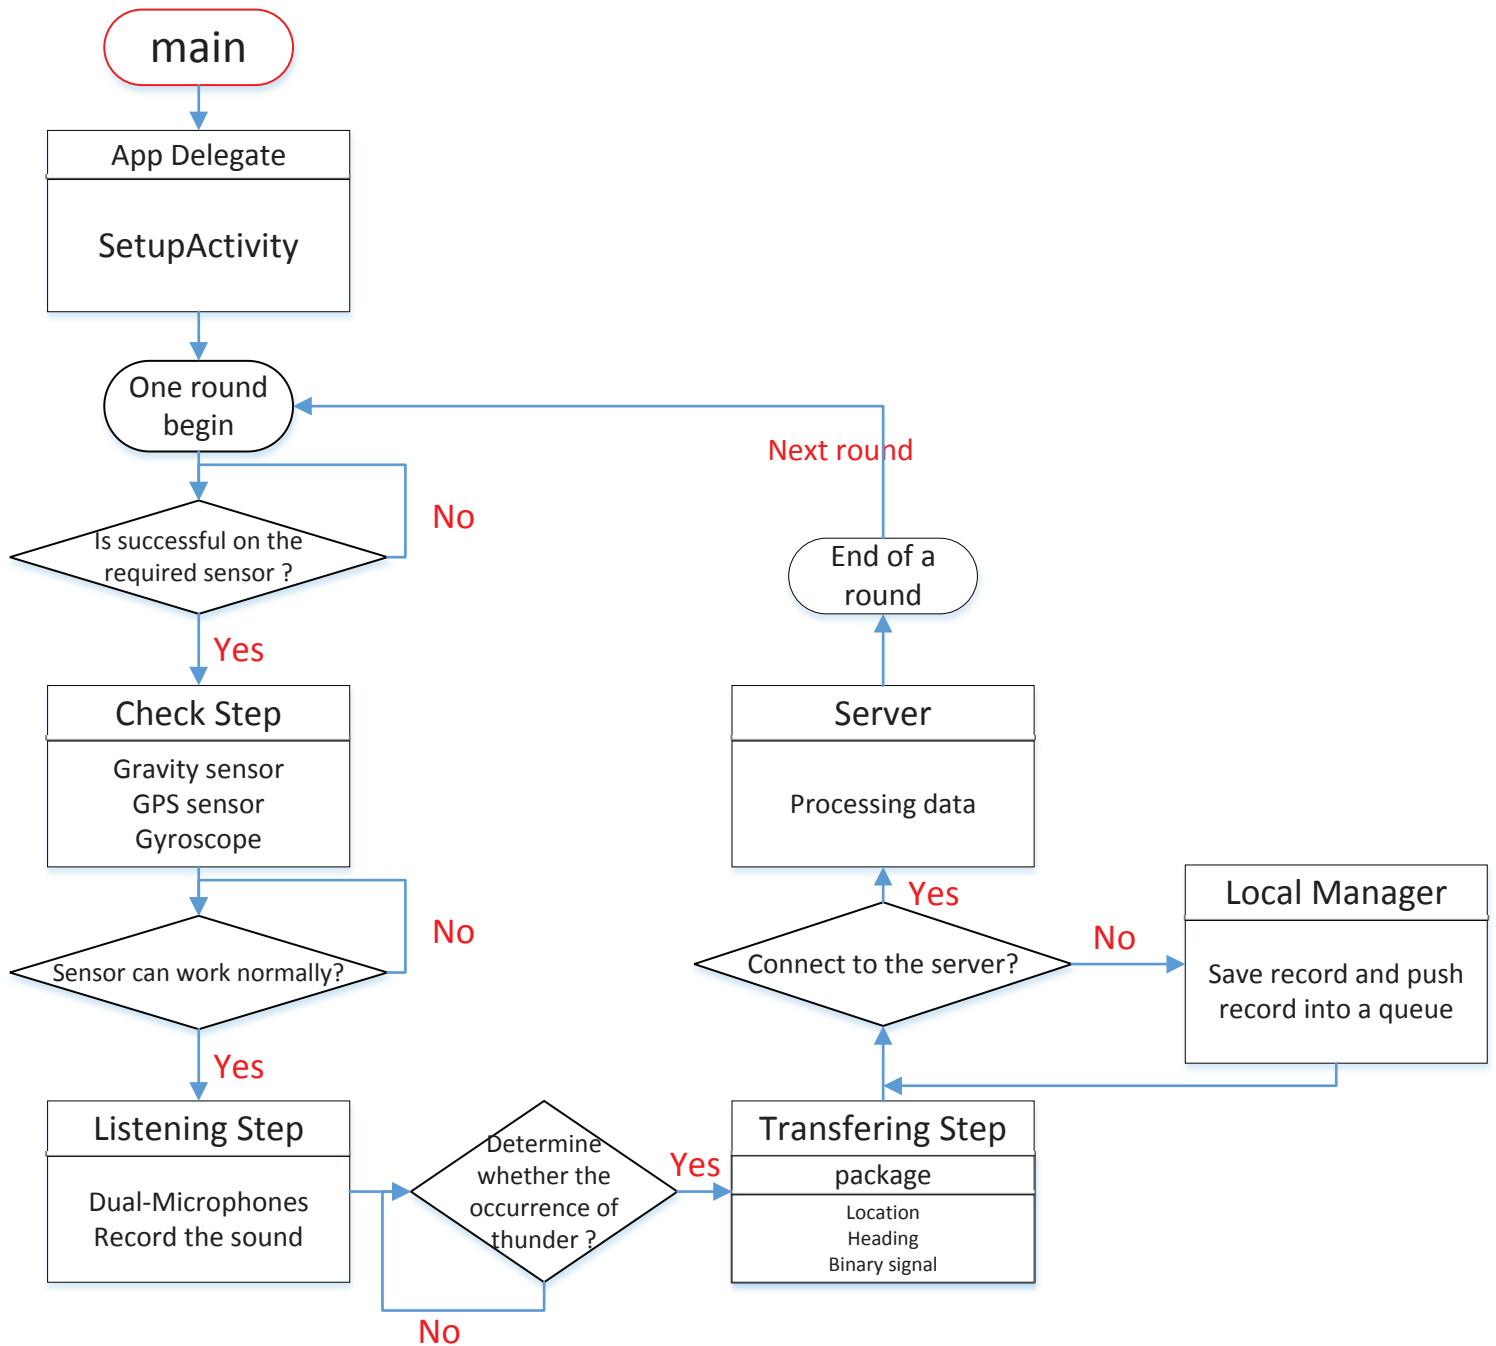 main
App Delegate
SetupActivity
One round
begin
No
Is successful on the
required sensor ?
Yes
Check Step
Gravity sensor
GPS sensor
Gyroscope
No
Sensor can work normally?
Yes
Listening Step
Dual-Microphones
Record the sound
Determine
whether the
occurrence of
thunder ?
No
Yes
Transfering Step
package
Location
Heading
Binary signal
Connect to the server?
No
Local Manager
Save record and push
record into a queue
Yes
Server
Processing data
End of a
round
Next round